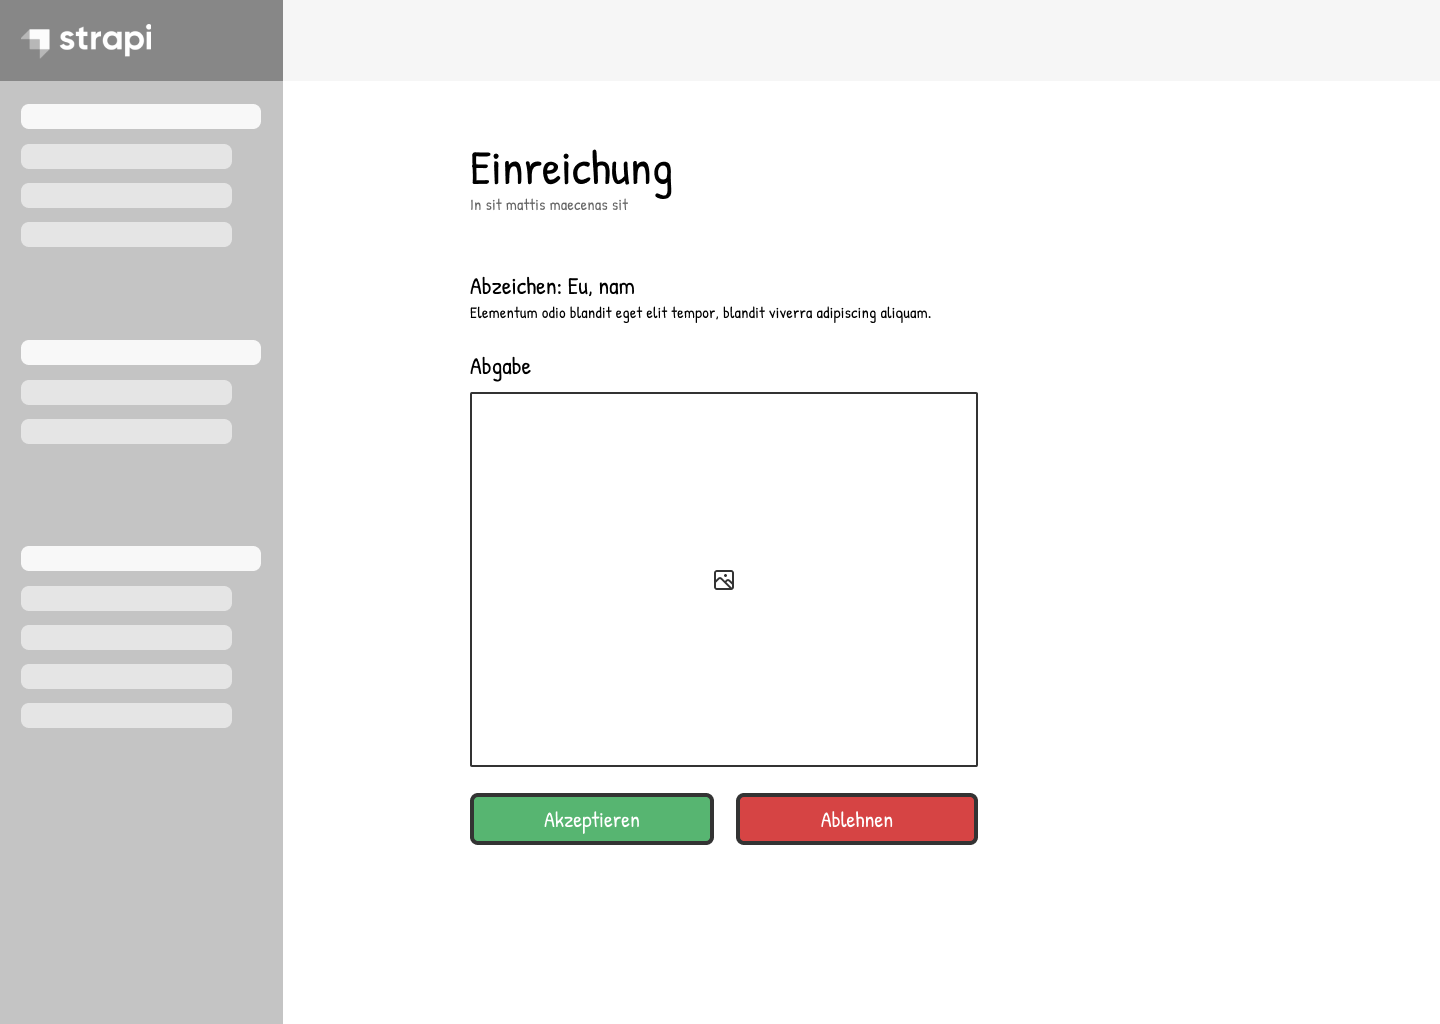 strapi
Einreichung
In sit mattis maecenas sit
Abzeichen: Eu, nam
Elementum odio blandit eget elit tempor, blandit viverra adipiscing aliquam.
Abgabe
Akzeptieren
Ablehnen